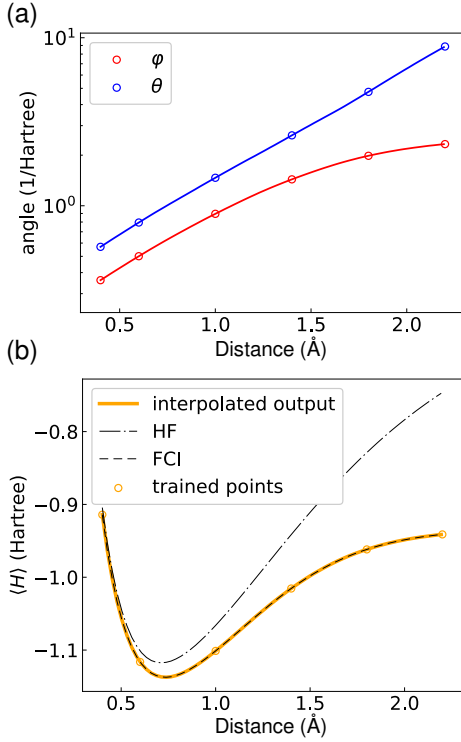 (a)
10¹
10⁰
angle (1/Hartree)
φ
θ
0.5 1.0 1.5 2.0
Distance (Å)
(b)
interpolated output
HF
FCI
trained points
−0.8
−0.9
−1.0
−1.1
⟨H⟩ (Hartree)
0.5 1.0 1.5 2.0
Distance (Å)